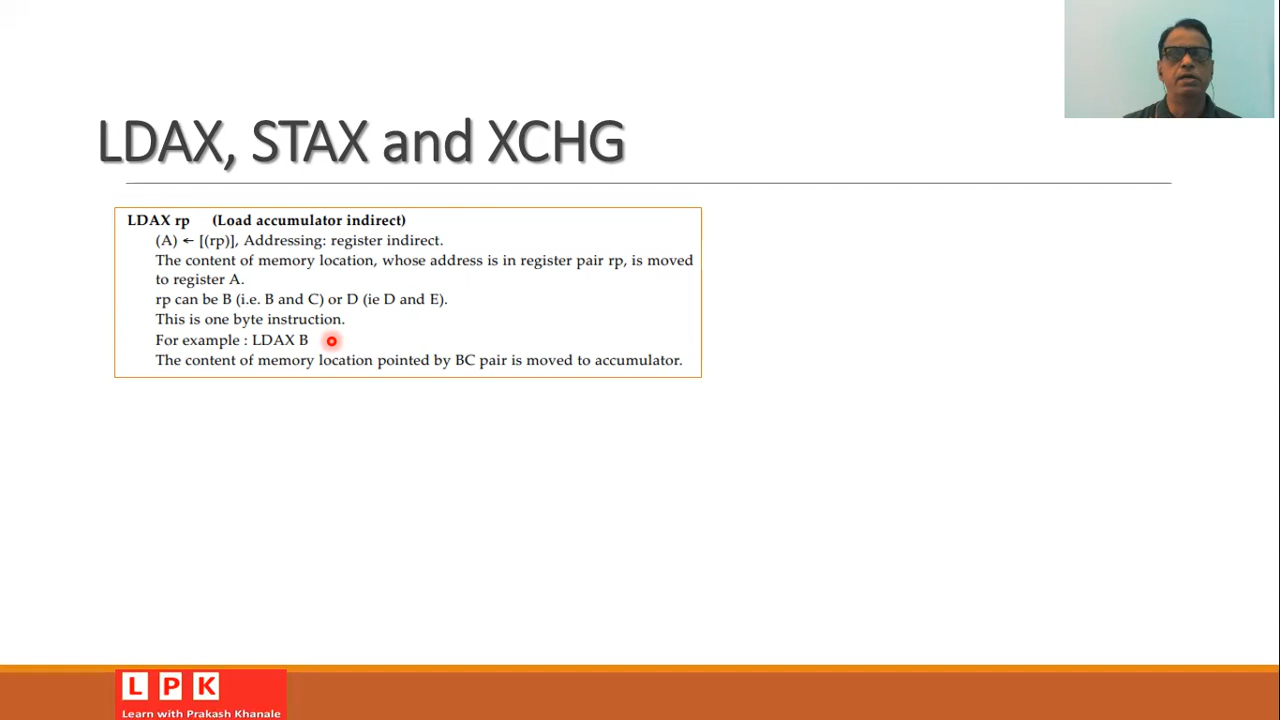 LDAX, STAX and XCHG
LDAX rp (Load accumulator indirect)
(A) ← [(rp)], Addressing: register indirect.
The content of memory location, whose address is in register pair rp, is moved
to register A.
rp can be B (i.e. B and C) or D (ie D and E).
This is one byte instruction.
For example : LDAX B
The content of memory location pointed by BC pair is moved to accumulator.
L P K
Learn with Prakash Khanale